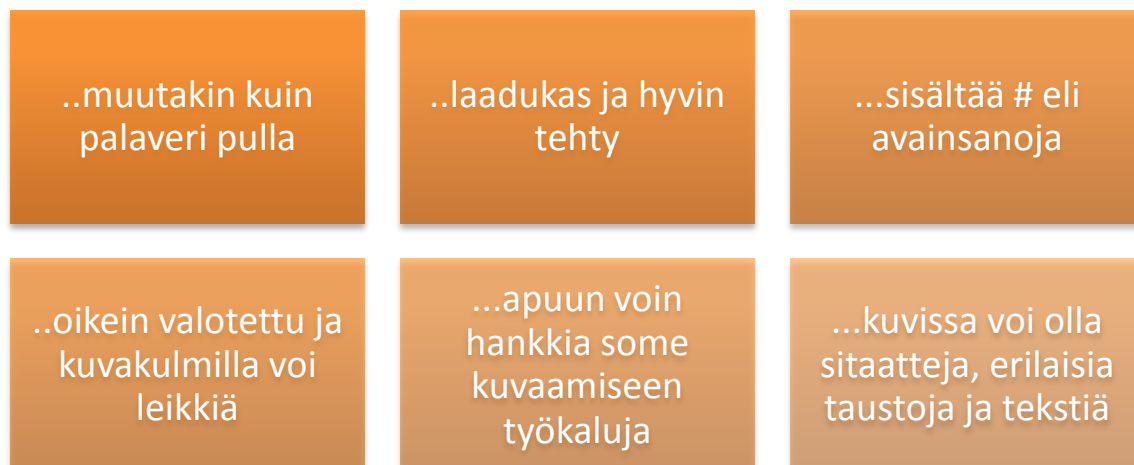 ..muutakin kuin
palaveri pulla
..laadukas ja hyvin
tehty
...sisältää # eli
avainsanoja
..oikein valotettu ja
kuvakulmilla voi
leikkiä
...apuun voin
hankkia some
kuvaamiseen
työkaluja
...kuvissa voi olla
sitaatteja, erilaisia
taustoja ja tekstiä